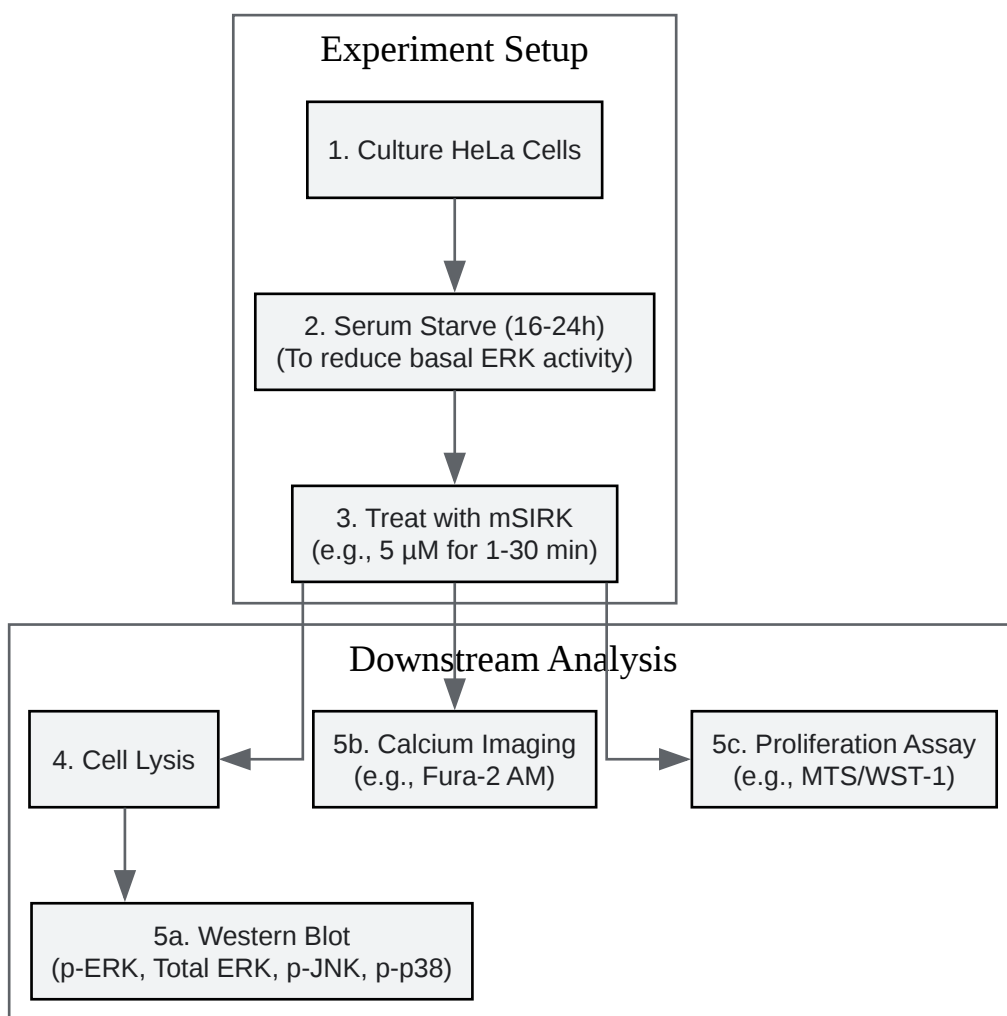 Experiment Setup
1. Culture HeLa Cells
2. Serum Starve (16-24h)
(To reduce basal ERK activity)
3. Treat with mSIRK
(e.g., 5 µM for 1-30 min)
Downstream Analysis
4. Cell Lysis
5b. Calcium Imaging
(e.g., Fura-2 AM)
5c. Proliferation Assay
(e.g., MTS/WST-1)
5a. Western Blot
(p-ERK, Total ERK, p-JNK, p-p38)